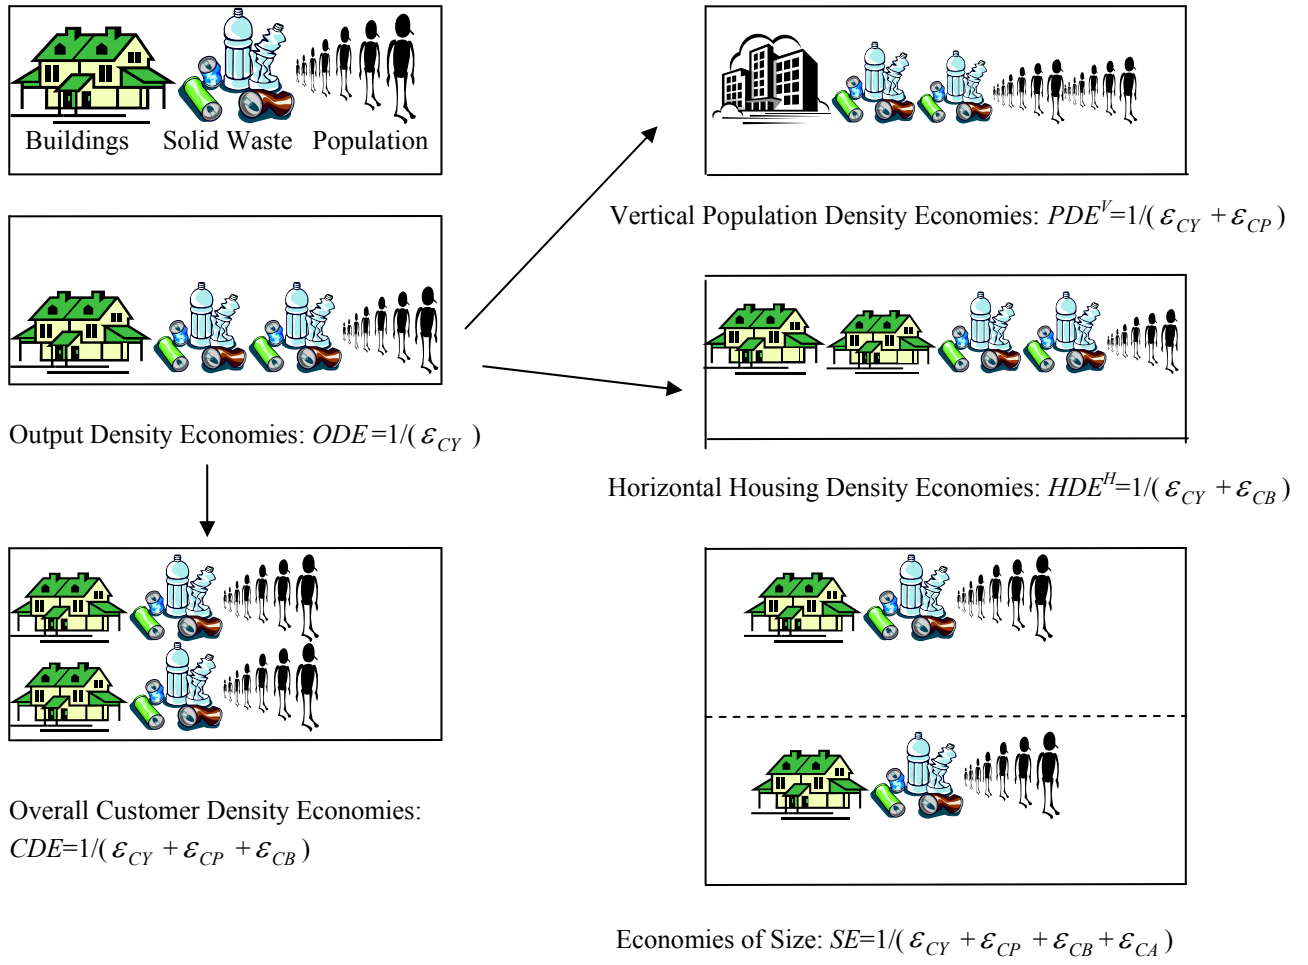 Buildings Solid Waste Population
Vertical Population Density Economies: PDE^V=1/( ε_CY + ε_CP )
Output Density Economies: ODE=1/( ε_CY )
Horizontal Housing Density Economies: HDE^H=1/( ε_CY + ε_CB )
Overall Customer Density Economies:
CDE=1/( ε_CY + ε_CP + ε_CB )
Economies of Size: SE=1/( ε_CY + ε_CP + ε_CB + ε_CA )